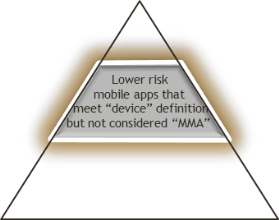 Lower risk
mobile apps that
meet “device” definition
but not considered “MMA”